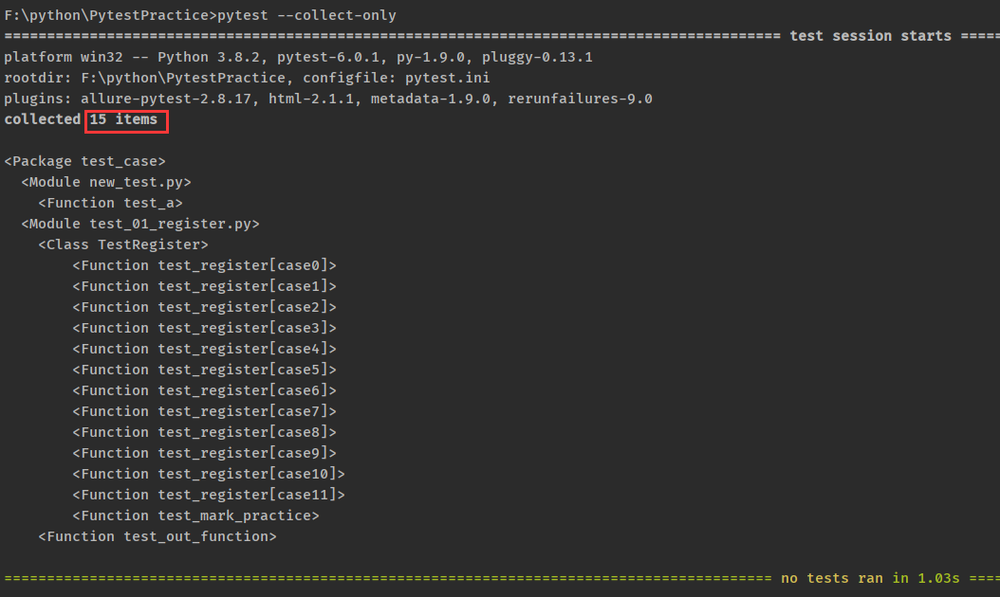 F:\python\PytestPractice>pytest --collect-only
=========================================================================================== test session starts =====
platform win32 -- Python 3.8.2, pytest-6.0.1, py-1.9.0, pluggy-0.13.1
rootdir: F:\python\PytestPractice, configfile: pytest.ini
plugins: allure-pytest-2.8.17, html-2.1.1, metadata-1.9.0, rerunfailures-9.0
collected 15 items
<Package test_case>
  <Module new_test.py>
    <Function test_a>
  <Module test_01_register.py>
    <Class TestRegister>
        <Function test_register[case0]>
        <Function test_register[case1]>
        <Function test_register[case2]>
        <Function test_register[case3]>
        <Function test_register[case4]>
        <Function test_register[case5]>
        <Function test_register[case6]>
        <Function test_register[case7]>
        <Function test_register[case8]>
        <Function test_register[case9]>
        <Function test_register[case10]>
        <Function test_register[case11]>
        <Function test_mark_practice>
    <Function test_out_function>
========================================================================================== no tests ran in 1.03s ====